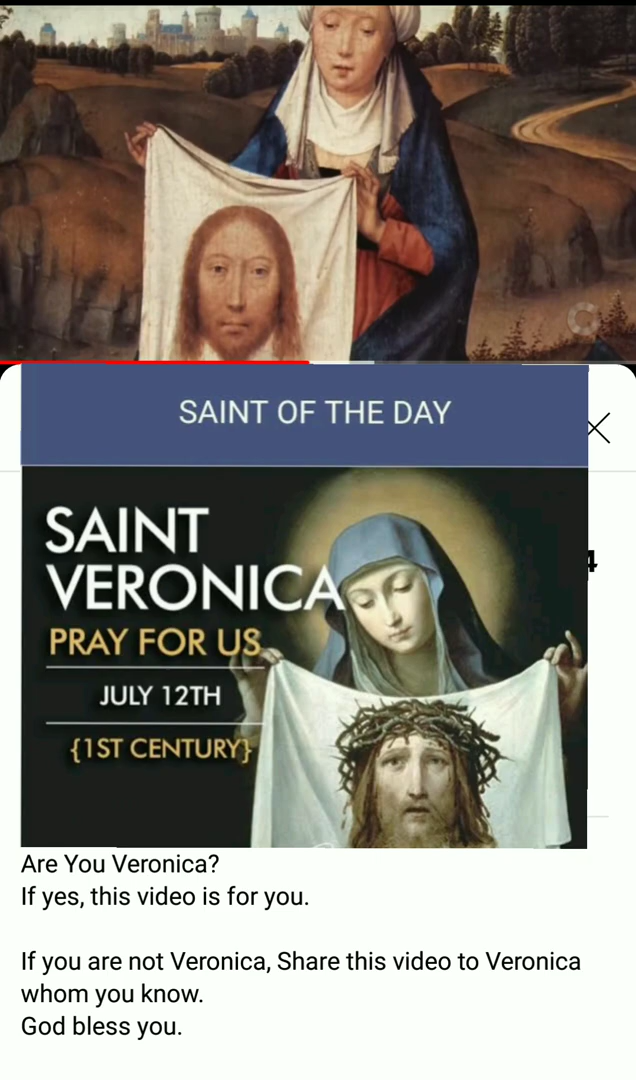 SAINT OF THE DAY
4
SAINT
VERONICA
PRAY FOR US
JULY 12TH
{1ST CENTURY}
Are You Veronica?
If yes, this video is for you.
If you are not Veronica, Share this video to Veronica
whom you know.
God bless you.